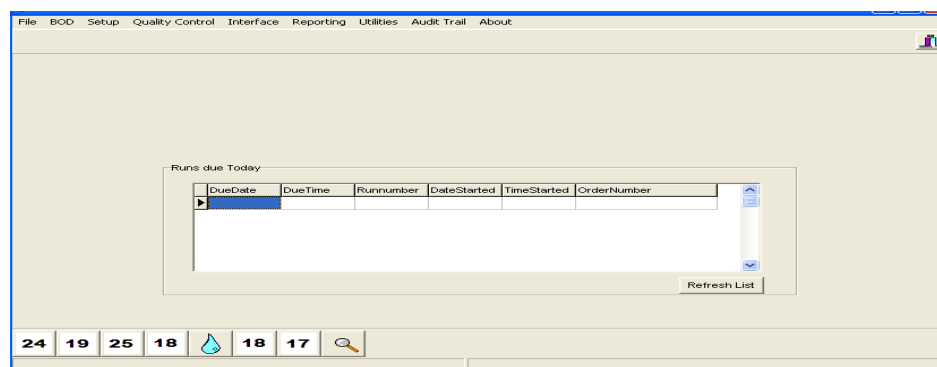 File BOD Setup Quality Control Interface Reporting Utilities Audit Trail About
Runs due Today
DueDate DueTime Runnumber DateStarted TimeStarted OrderNumber
Refresh List
24 19 25 18 18 17